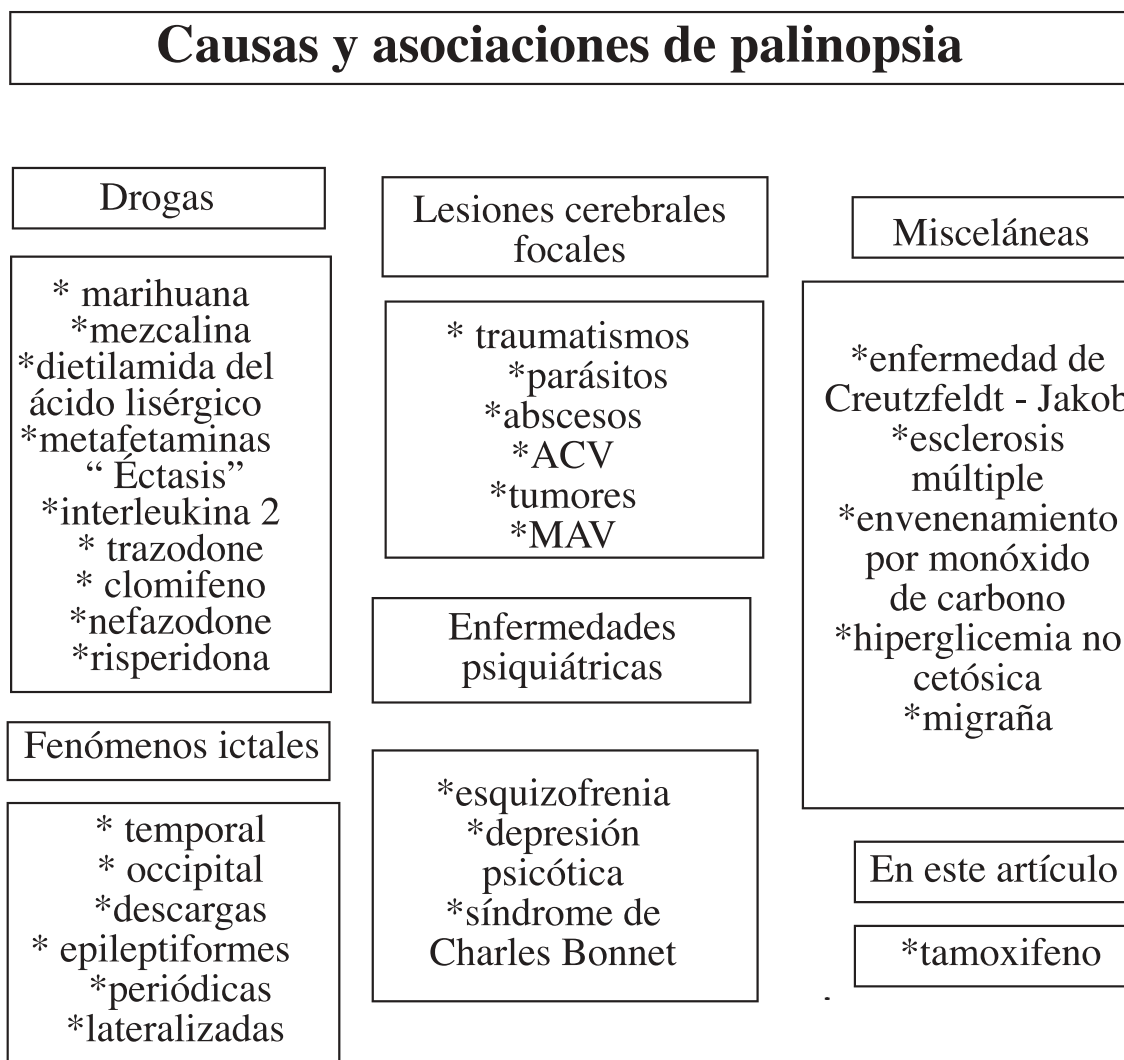 Causas y asociaciones de palinopsia
Drogas
* marihuana
*mezcalina
*dietilamida del
ácido lisérgico
*metafetaminas
“ Éctasis”
*interleukina 2
* trazodone
* clomifeno
*nefazodone
*risperidona
Fenómenos ictales
* temporal
* occipital
*descargas
* epileptiformes
*periódicas
*lateralizadas
Lesiones cerebrales
focales
* traumatismos
*parásitos
*abscesos
*ACV
*tumores
*MAV
Enfermedades
psiquiátricas
*esquizofrenia
*depresión
psicótica
*síndrome de
Charles Bonnet
Misceláneas
*enfermedad de
Creutzfeldt - Jakob
*esclerosis
múltiple
*envenenamiento
por monóxido
de carbono
*hiperglicemia no
cetósica
*migraña
En este artículo
*tamoxifeno